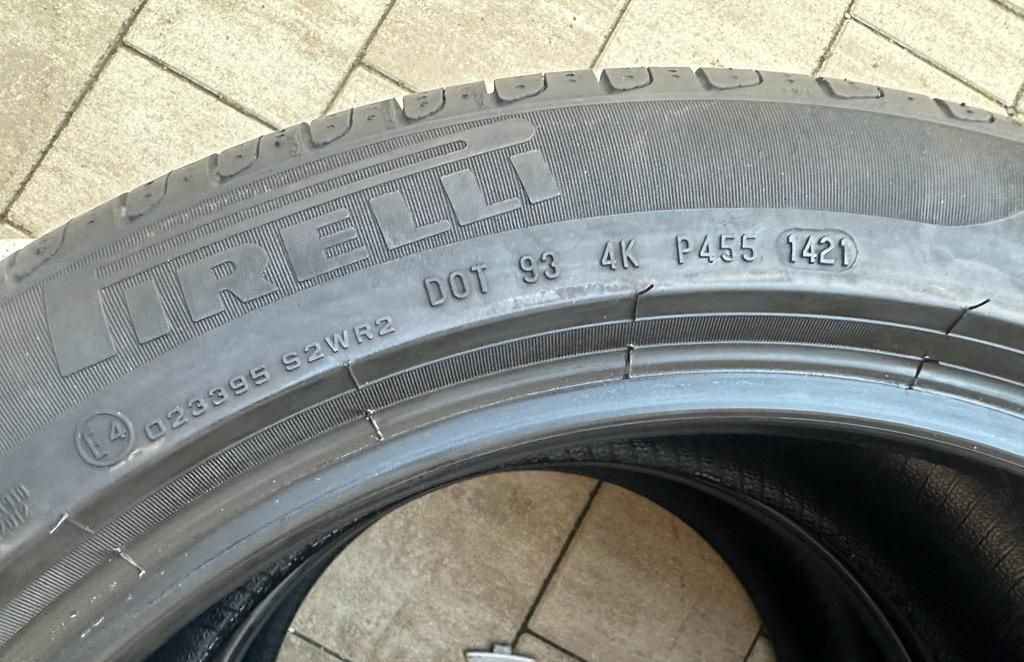 PIRELLI
DOT 93 4K P455 1421
E4 023395 S2WR2